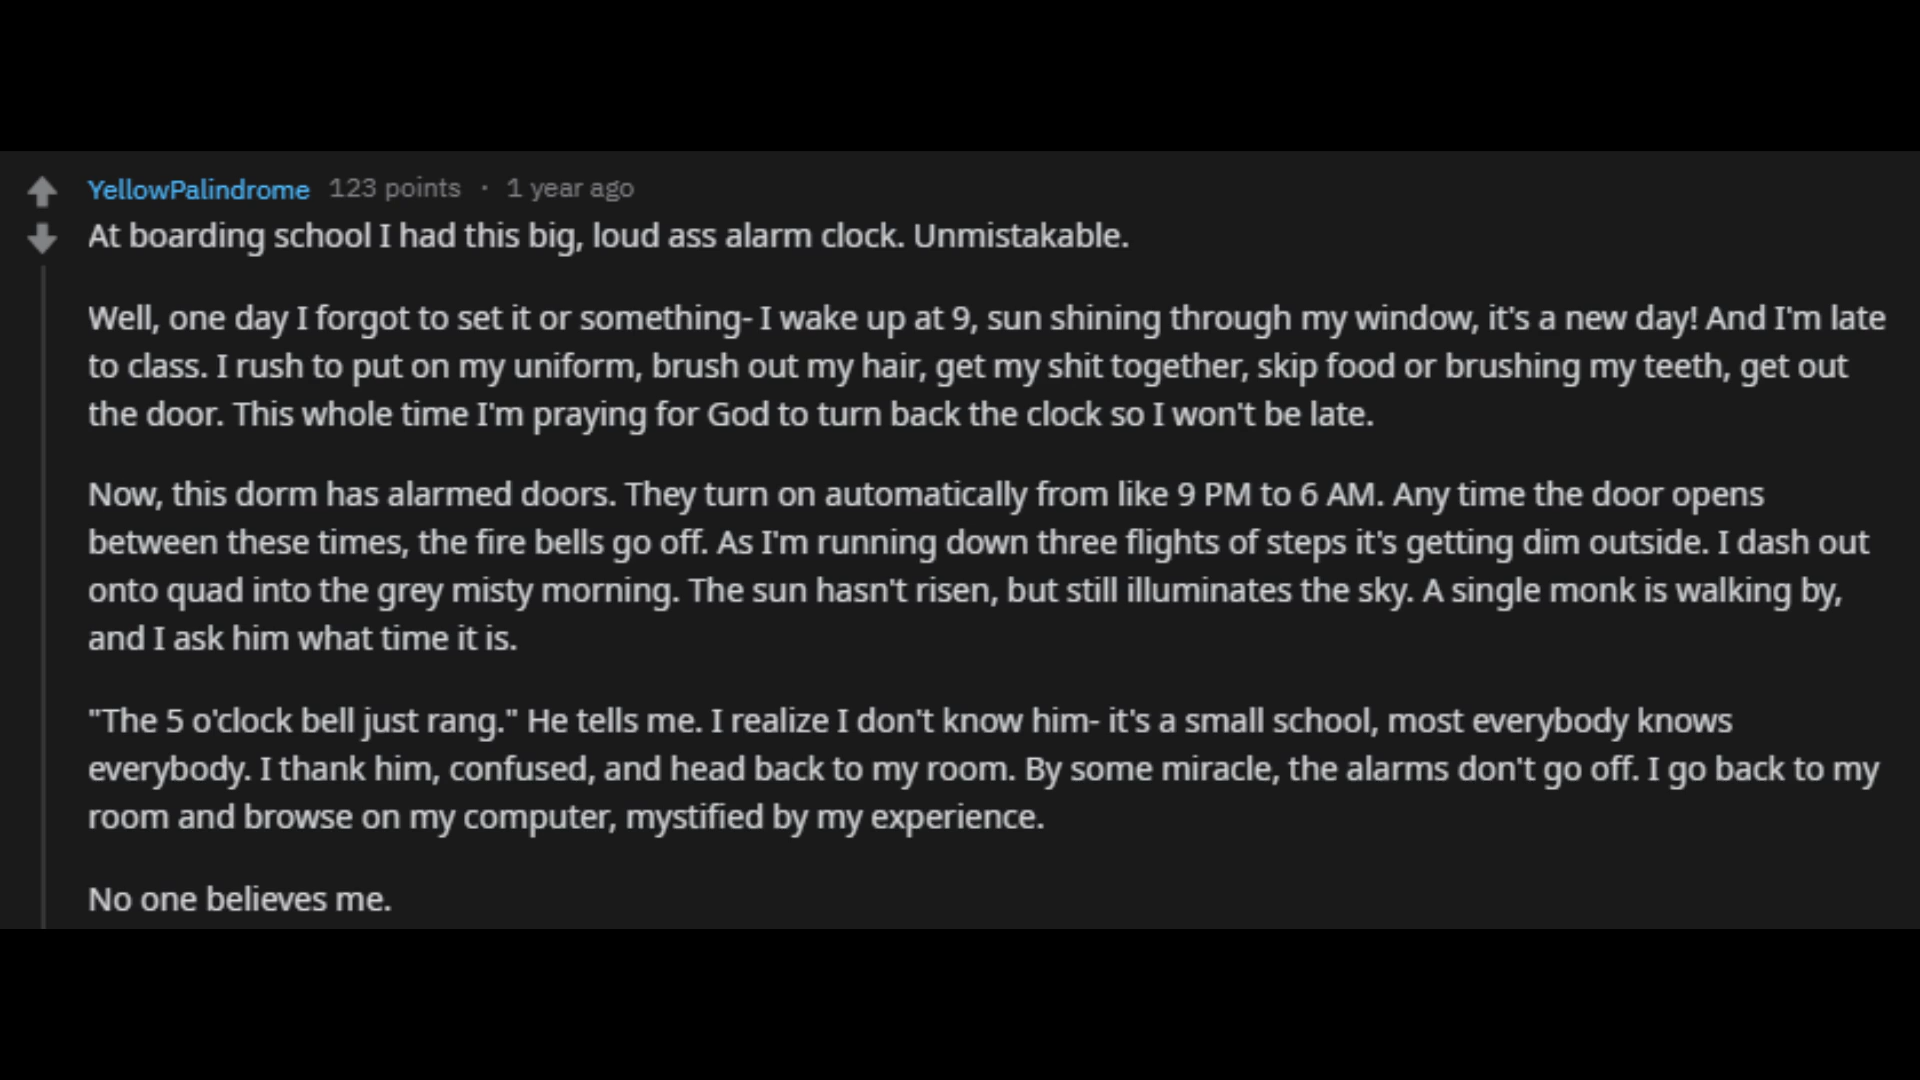 YellowPalindrome 123 points · 1 year ago
At boarding school I had this big, loud ass alarm clock. Unmistakable.
Well, one day I forgot to set it or something- I wake up at 9, sun shining through my window, it's a new day! And I'm late
to class. I rush to put on my uniform, brush out my hair, get my shit together, skip food or brushing my teeth, get out
the door. This whole time I'm praying for God to turn back the clock so I won't be late.
Now, this dorm has alarmed doors. They turn on automatically from like 9 PM to 6 AM. Any time the door opens
between these times, the fire bells go off. As I'm running down three flights of steps it's getting dim outside. I dash out
onto quad into the grey misty morning. The sun hasn't risen, but still illuminates the sky. A single monk is walking by,
and I ask him what time it is.
"The 5 o'clock bell just rang." He tells me. I realize I don't know him- it's a small school, most everybody knows
everybody. I thank him, confused, and head back to my room. By some miracle, the alarms don't go off. I go back to my
room and browse on my computer, mystified by my experience.
No one believes me.